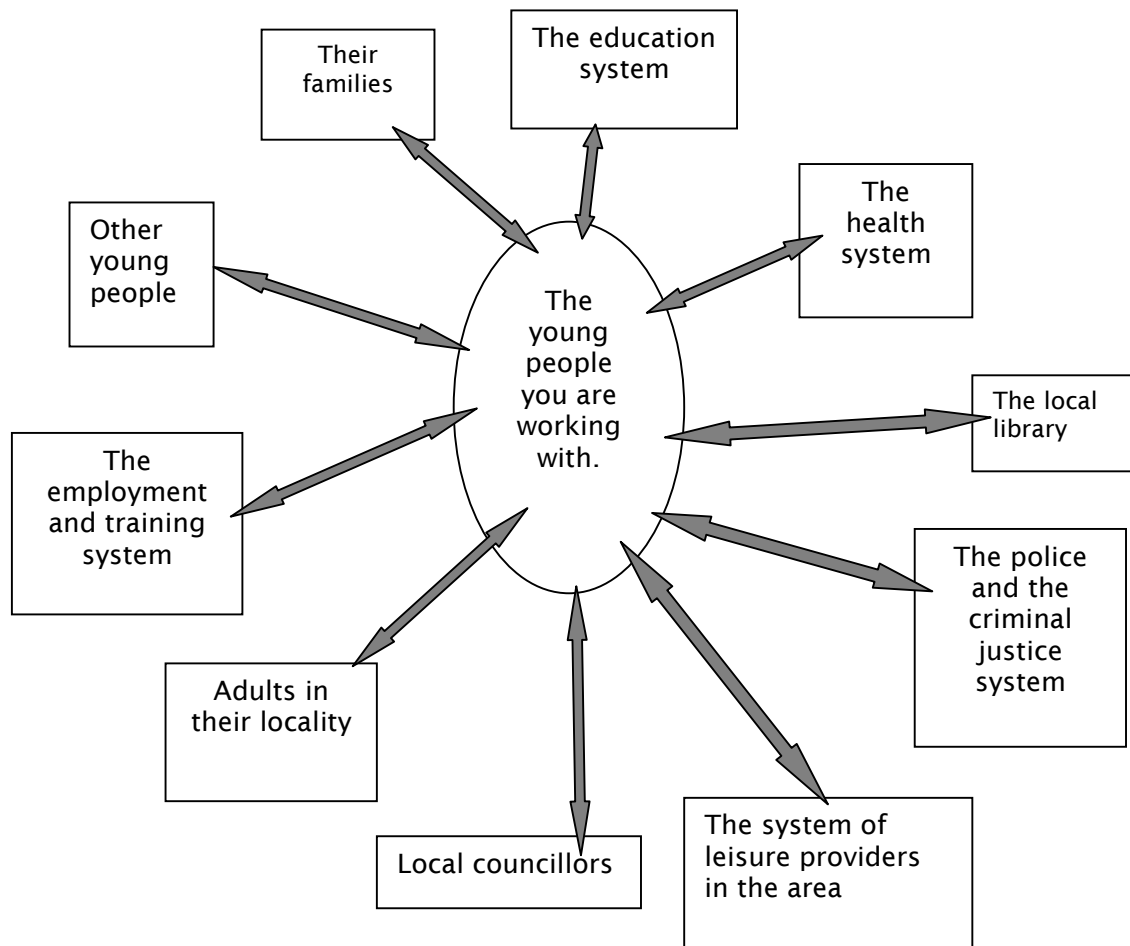 Their
families
The education
system
The
health
system
Other
young
people
The
young
people
you are
working
with.
The local
library
The
employment
and training
system
The police
and the
criminal
justice
system
Adults in
their locality
Local councillors
The system of
leisure providers
in the area